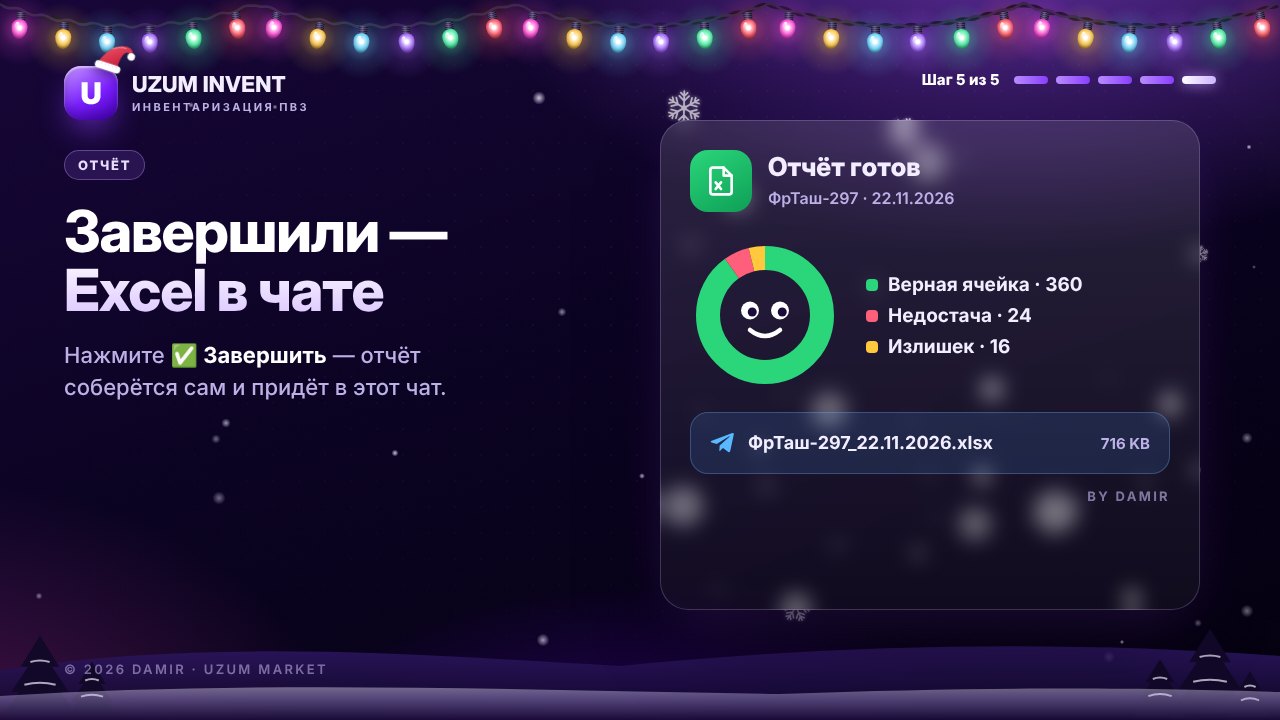 U
UZUM INVENT
ИНВЕНТАРИЗАЦИЯ·ПВЗ
Шаг 5 из 5
ОТЧЁТ
Завершили —
Excel в чате
Нажмите ✅ Завершить — отчёт
соберётся сам и придёт в этот чат.
Отчёт готов
ФрТаш-297 · 22.11.2026
Верная ячейка · 360
Недостача · 24
Излишек · 16
ФрТаш-297_22.11.2026.xlsx
716 KB
BY DAMIR
© 2026 DAMIR · UZUM MARKET